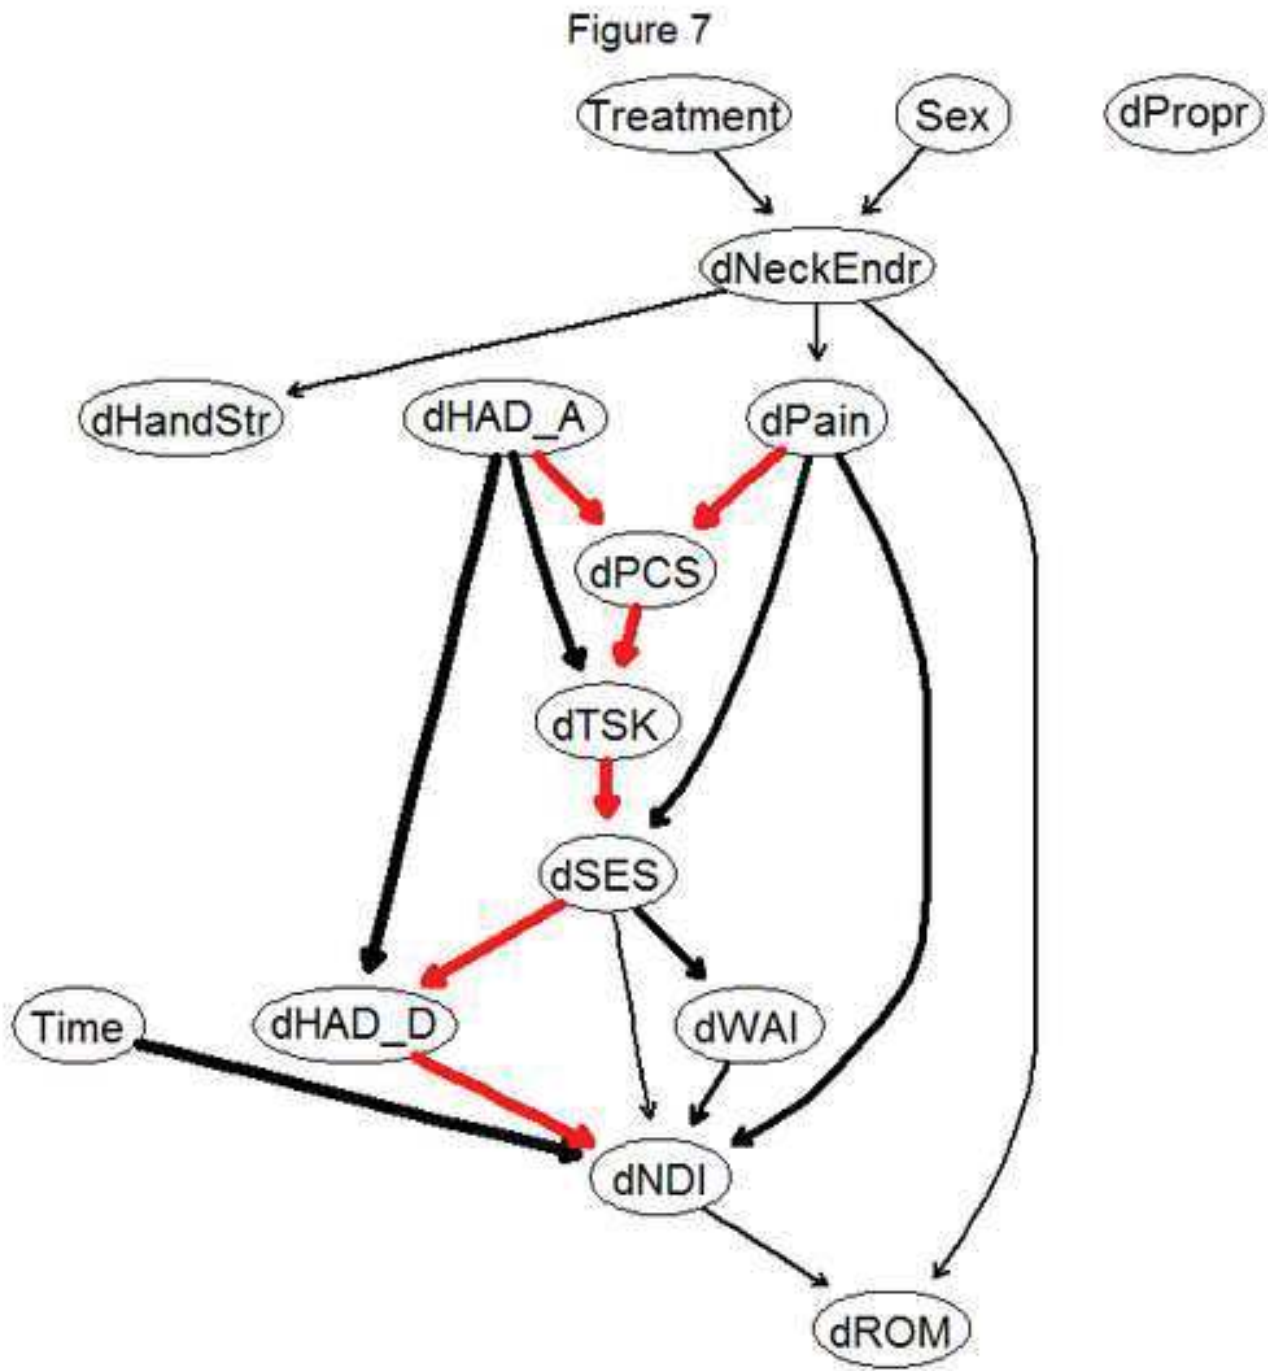 Figure 7
Treatment
Sex
dPropr
dNeckEndr
dHandStr
dHAD_A
dPain
dPCS
dTSK
dSES
Time
dHAD_D
dWAI
dNDI
dROM